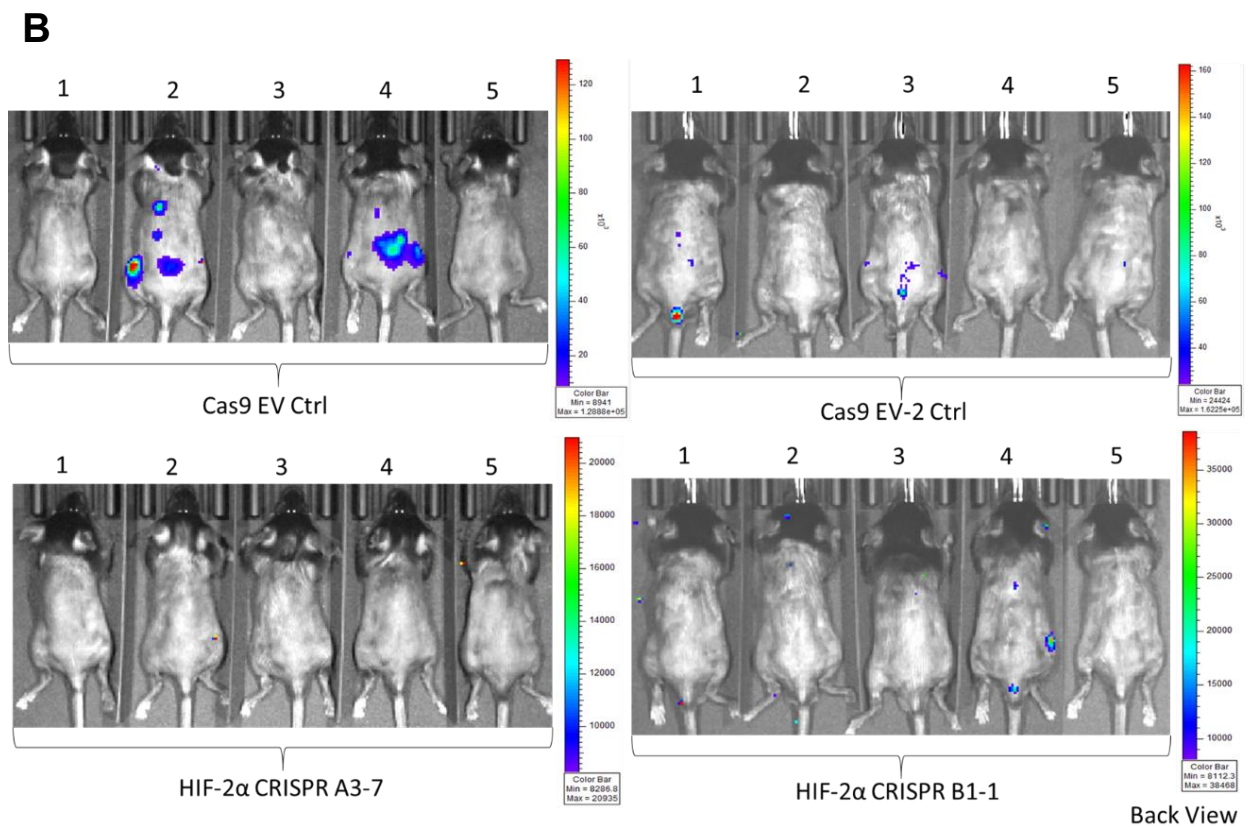 B
1 2 3 4 5
120
100
80
60
40
20
x10³
Color Bar
Min = 8941
Max = 1.2888e+05
Cas9 EV Ctrl
1 2 3 4 5
160
140
120
100
80
60
40
x10³
Color Bar
Min = 24424
Max = 1.6225e+05
Cas9 EV-2 Ctrl
1 2 3 4 5
20000
18000
16000
14000
12000
10000
Color Bar
Min = 8286.8
Max = 20935
HIF-2α CRISPR A3-7
1 2 3 4 5
35000
30000
25000
20000
15000
10000
Color Bar
Min = 8112.3
Max = 38468
HIF-2α CRISPR B1-1
Back View